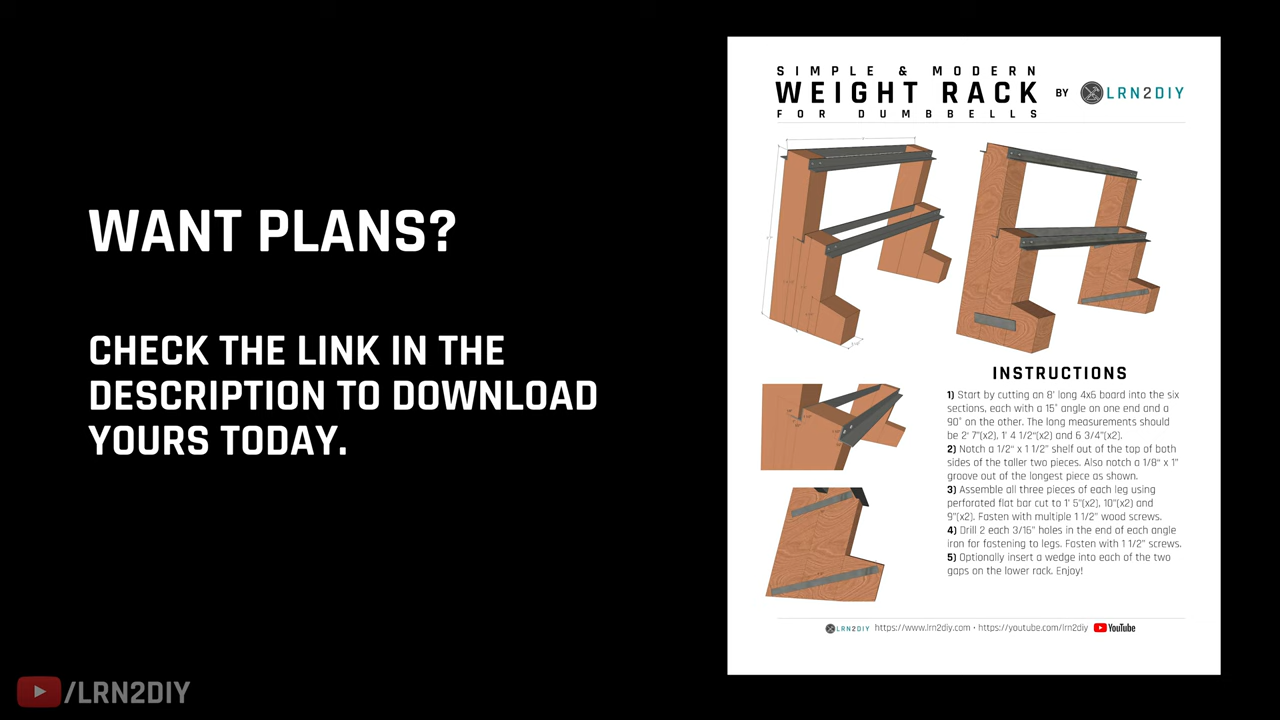 WANT PLANS?
CHECK THE LINK IN THE
DESCRIPTION TO DOWNLOAD
YOURS TODAY.
/LRN2DIY
SIMPLE & MODERN
WEIGHT RACK
FOR DUMBBELLS
BY
LRN2DIY
INSTRUCTIONS
1) Start by cutting an 8' long 4x6 board into the six
sections, each with a 15° angle on one end and a
90° on the other. The long measurements should
be 2' 7"(x2), 1' 4 1/2"(x2) and 6 3/4"(x2).
2) Notch a 1/2" x 1 1/2" shelf out of the top of both
sides of the taller two pieces. Also notch a 1/8" x 1"
groove out of the longest piece as shown.
3) Assemble all three pieces of each leg using
perforated flat bar cut to 1' 5"(x2), 10"(x2) and
9"(x2). Fasten with multiple 1 1/2" wood screws.
4) Drill 2 each 3/16" holes in the end of each angle
iron for fastening to legs. Fasten with 1 1/2" screws.
5) Optionally insert a wedge into each of the two
gaps on the lower rack. Enjoy!
LRN2DIY https://www.lrn2diy.com • https://youtube.com/lrn2diy YouTube